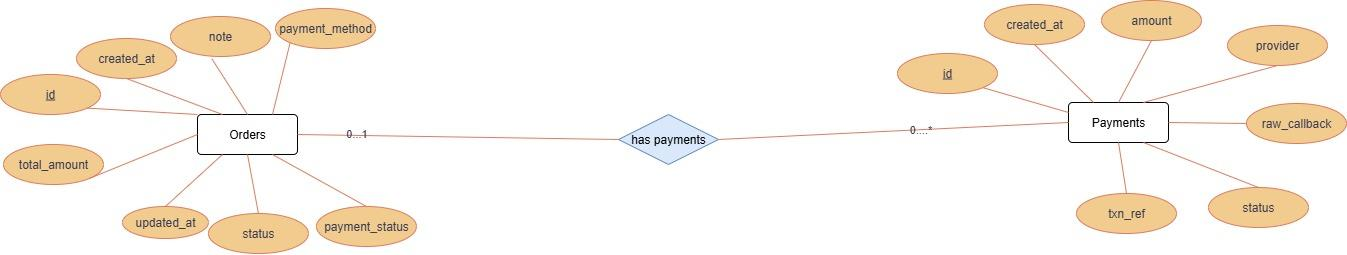 payment_method
note
created_at
id
Orders
total_amount
updated_at
status
payment_status
0...1
has payments
0....*
created_at
amount
provider
id
Payments
raw_callback
txn_ref
status